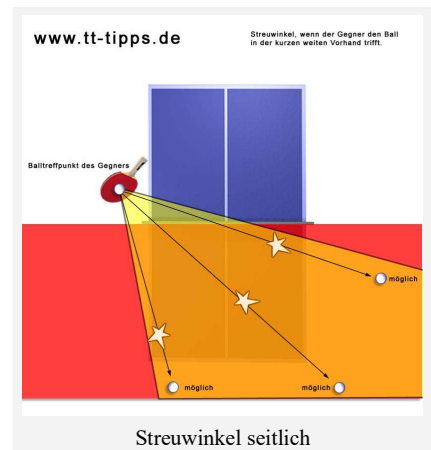 www.tt-tipps.de
Streuwinkel, wenn der Gegner den Ball
in der kurzen weiten Vorhand trifft.
Balltreffpunkt des Gegners
möglich
möglich
möglich
Streuwinkel seitlich